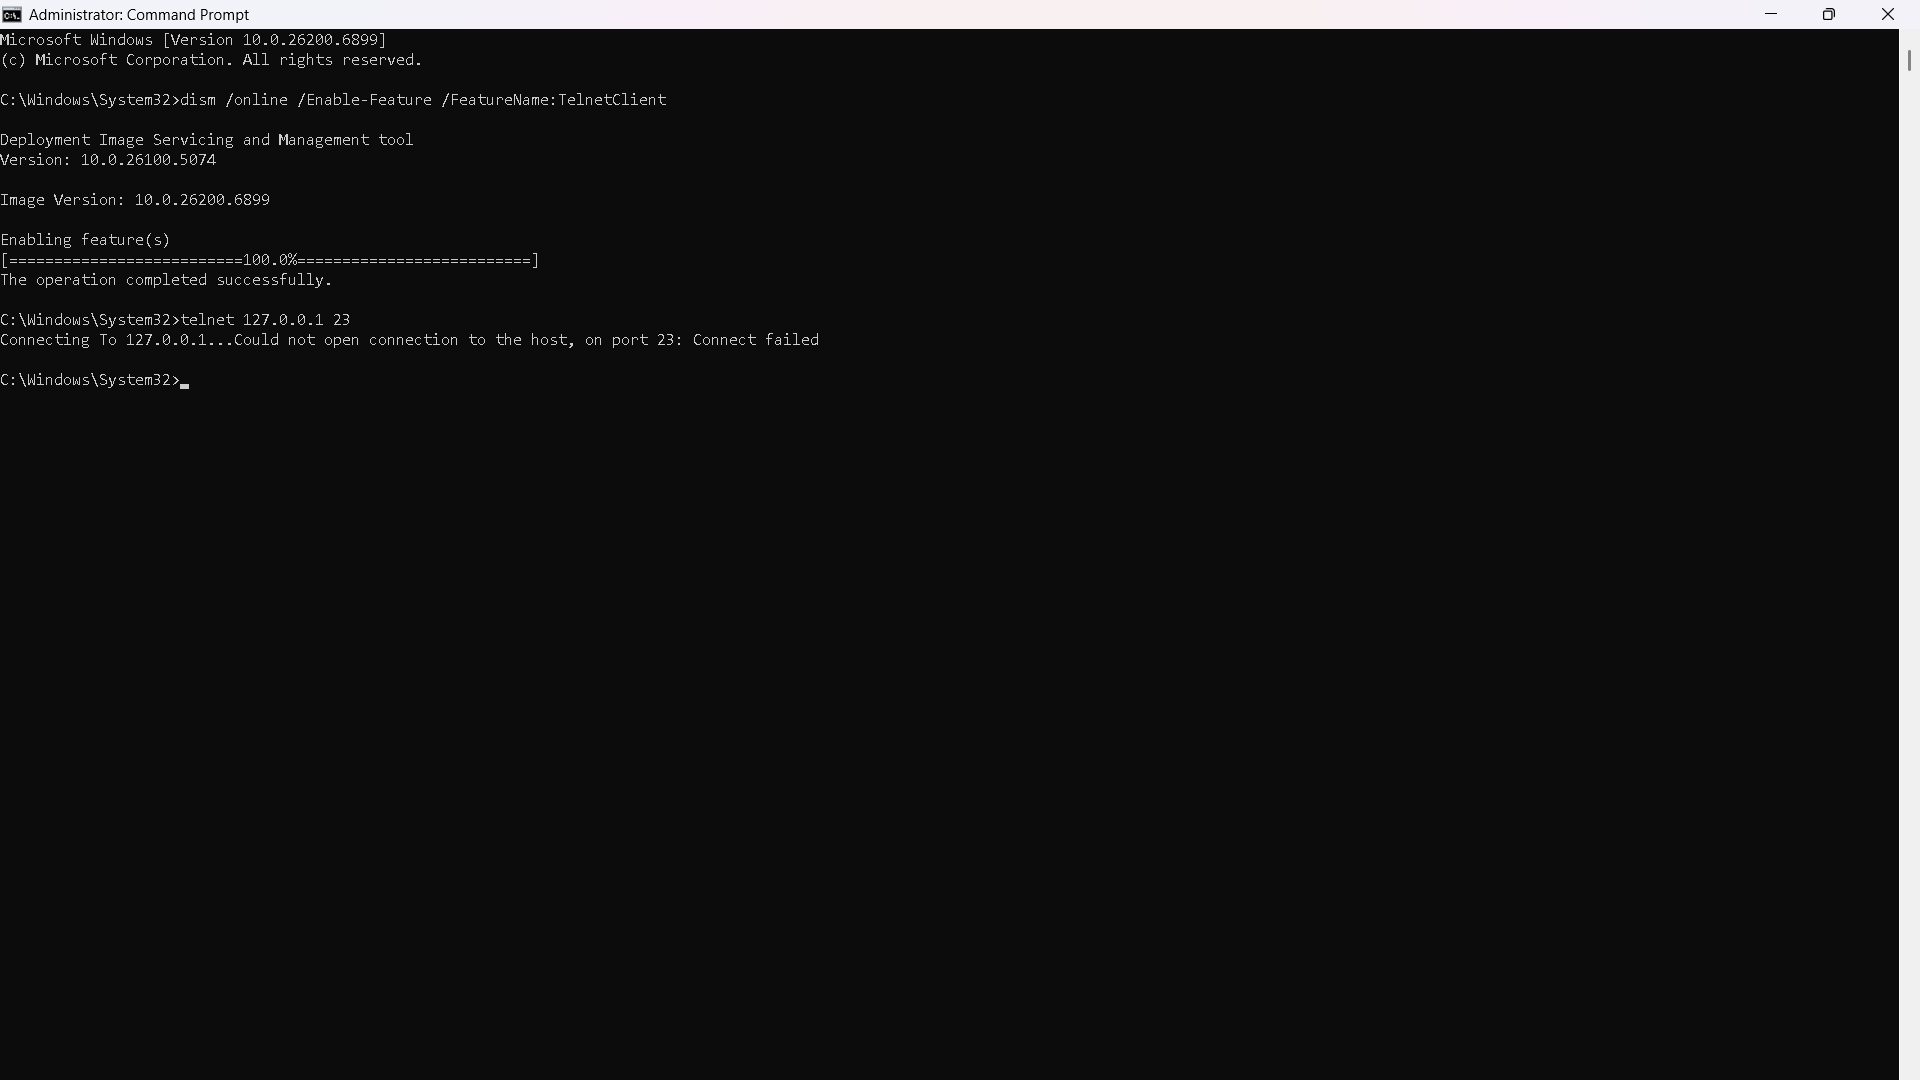 Administrator: Command Prompt
Microsoft Windows [Version 10.0.26200.6899]
(c) Microsoft Corporation. All rights reserved.
C:\Windows\System32>dism /online /Enable-Feature /FeatureName:TelnetClient
Deployment Image Servicing and Management tool
Version: 10.0.26100.5074
Image Version: 10.0.26200.6899
Enabling feature(s)
[==========================100.0%==========================]
The operation completed successfully.
C:\Windows\System32>telnet 127.0.0.1 23
Connecting To 127.0.0.1...Could not open connection to the host, on port 23: Connect failed
C:\Windows\System32>